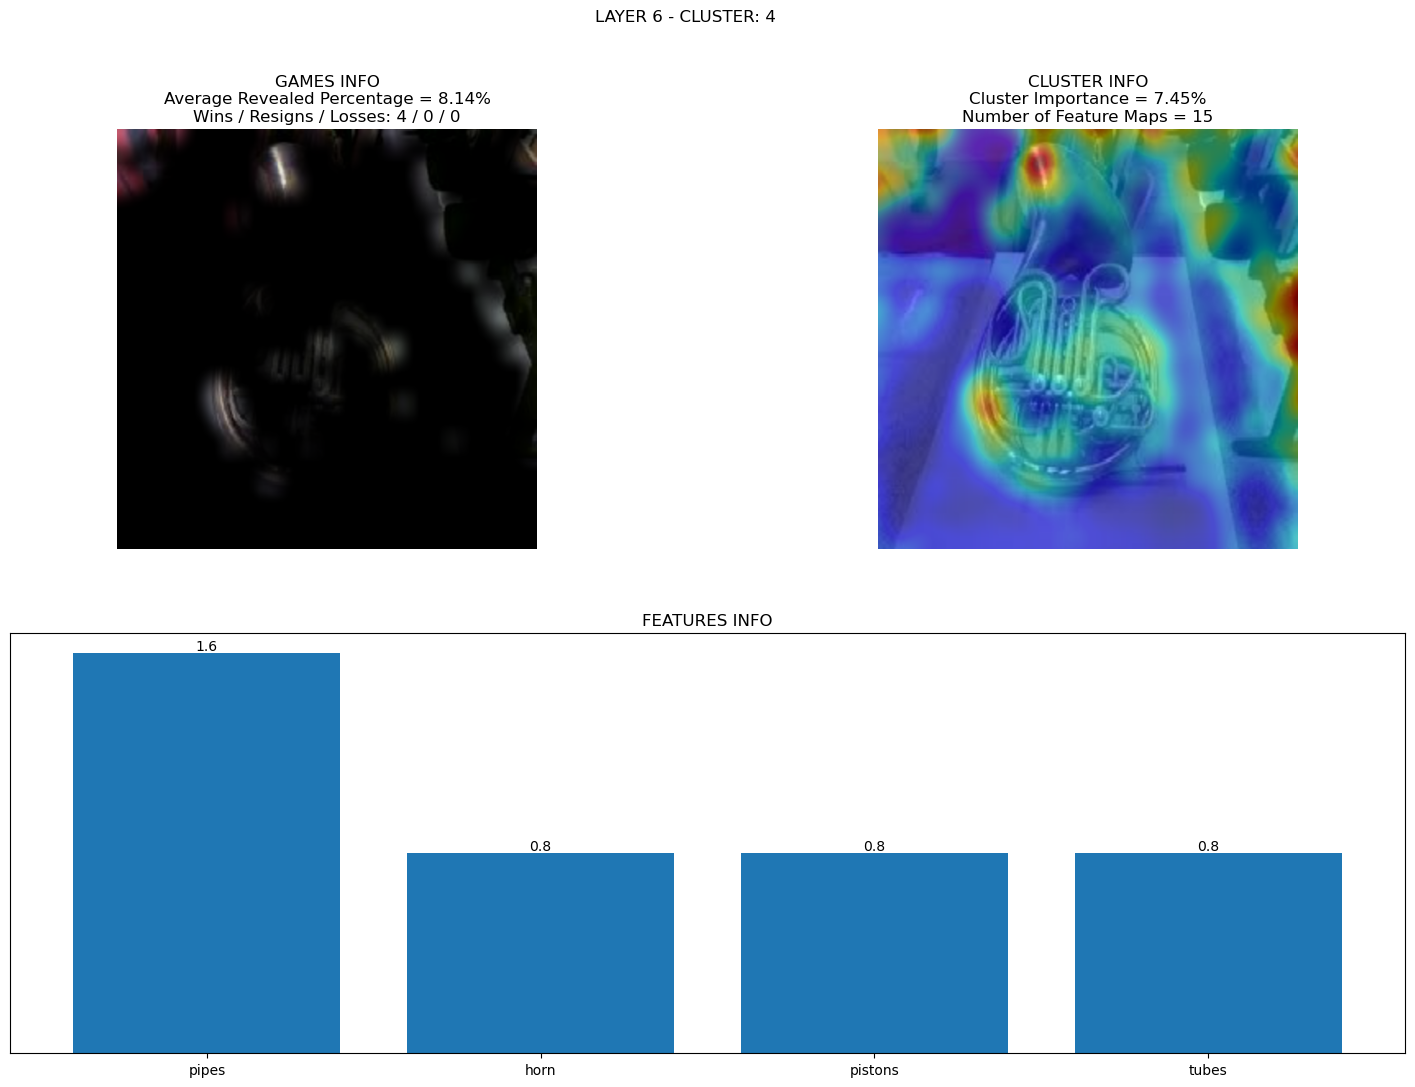 LAYER 6 - CLUSTER: 4
GAMES INFO
Average Revealed Percentage = 8.14%
Wins / Resigns / Losses: 4 / 0 / 0
CLUSTER INFO
Cluster Importance = 7.45%
Number of Feature Maps = 15
FEATURES INFO
1.6
0.8
0.8
0.8
pipes
horn
pistons
tubes